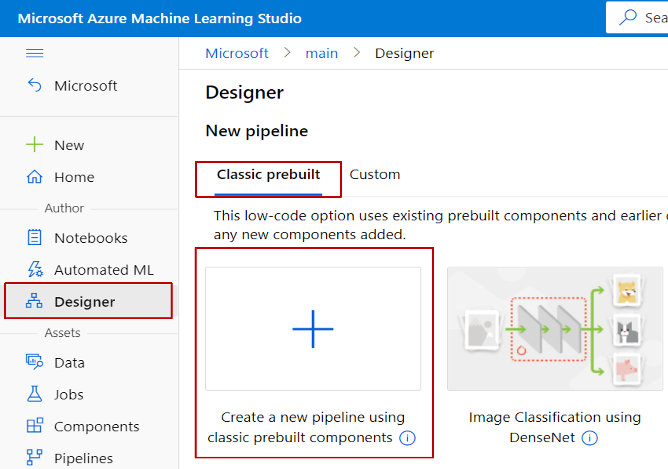 Microsoft Azure Machine Learning Studio
Microsoft
New
Home
Author
Notebooks
Automated ML
Designer
Assets
Data
Jobs
Components
Pipelines
Microsoft > main > Designer
Designer
New pipeline
Classic prebuilt Custom
This low-code option uses existing prebuilt components and earlier
any new components added.
Create a new pipeline using
classic prebuilt components
Image Classification using
DenseNet